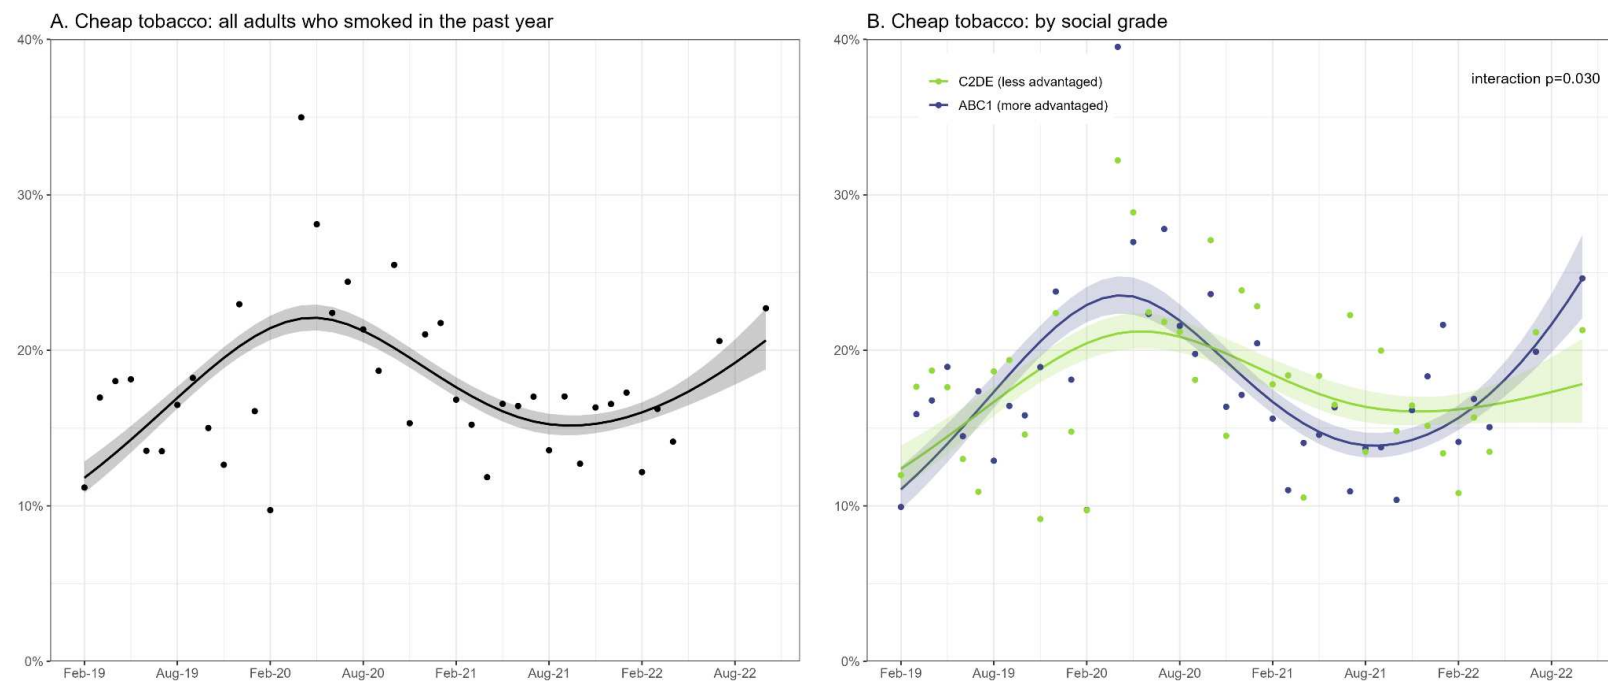 A. Cheap tobacco: all adults who smoked in the past year
40%
30%
20%
10%
0%
Feb-19 Aug-19 Feb-20 Aug-20 Feb-21 Aug-21 Feb-22 Aug-22
B. Cheap tobacco: by social grade
40%
C2DE (less advantaged)
ABC1 (more advantaged)
interaction p=0.030
30%
20%
10%
0%
Feb-19 Aug-19 Feb-20 Aug-20 Feb-21 Aug-21 Feb-22 Aug-22